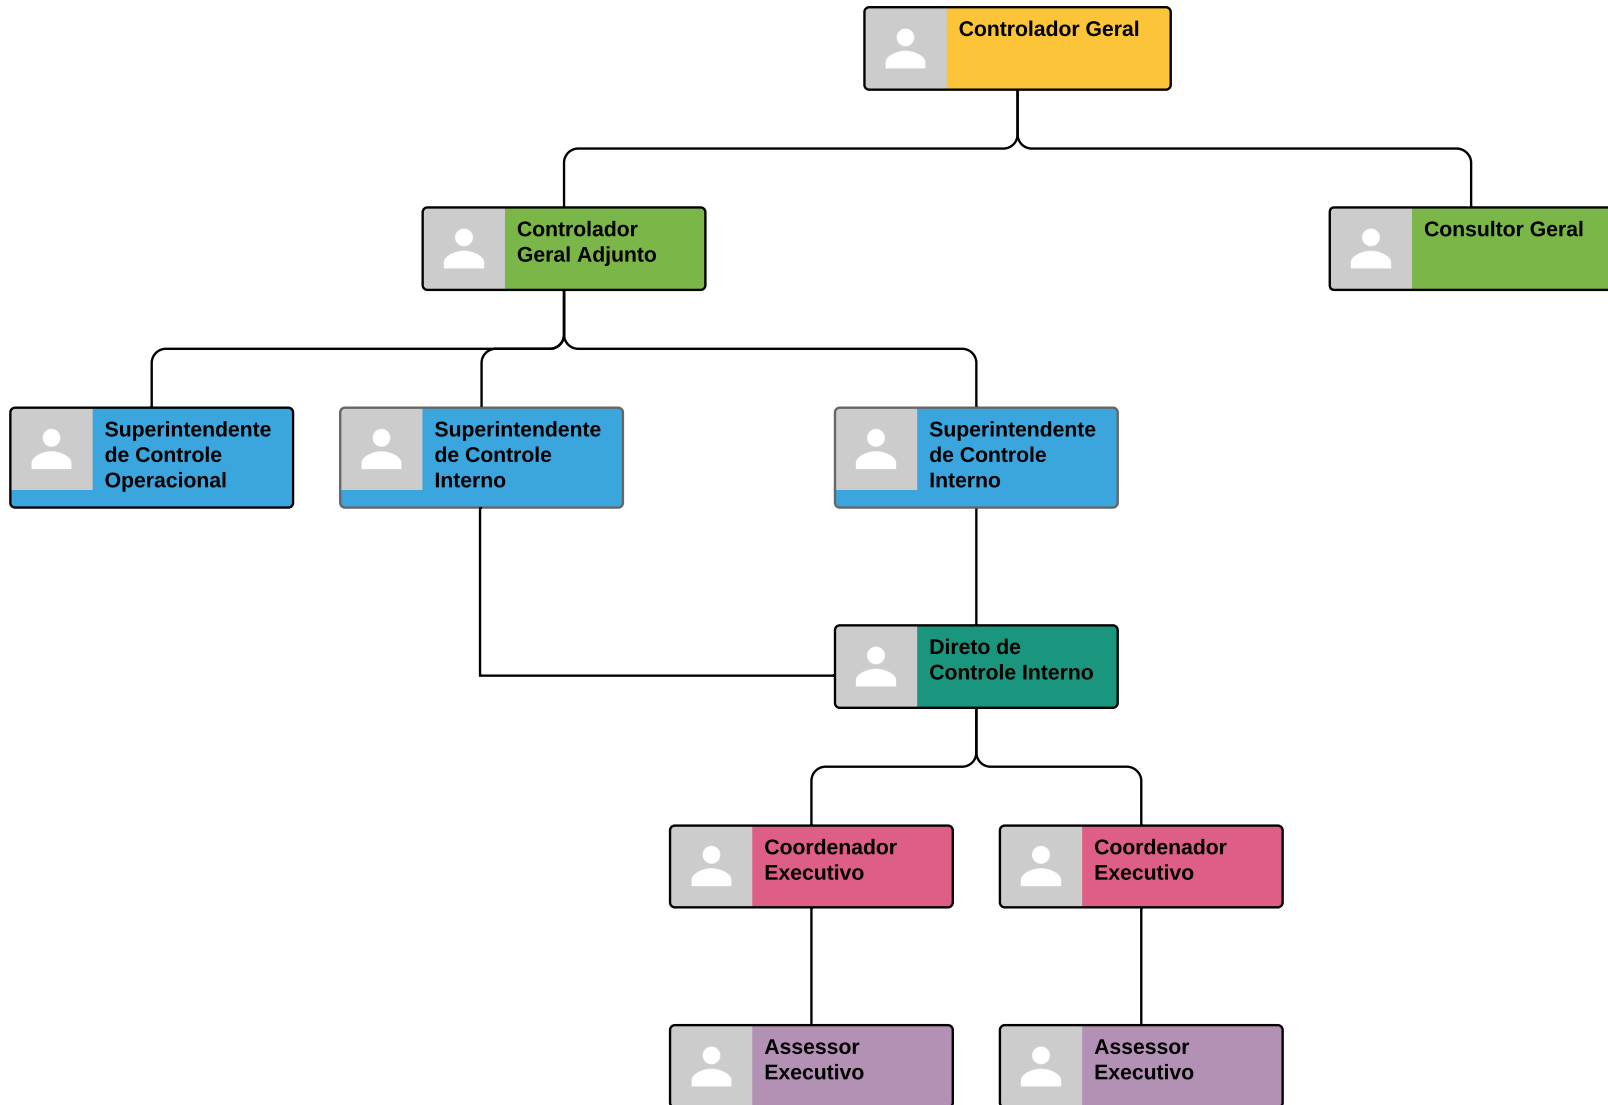 Controlador Geral
Controlador
Geral Adjunto
Consultor Geral
Superintendente
de Controle
Operacional
Superintendente
de Controle
Interno
Superintendente
de Controle
Interno
Direto de
Controle Interno
Coordenador
Executivo
Coordenador
Executivo
Assessor
Executivo
Assessor
Executivo